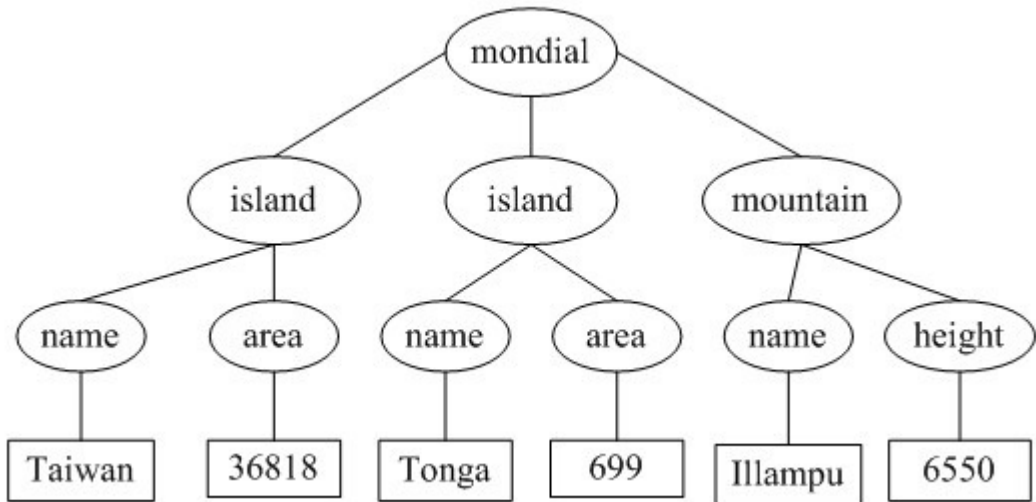 mondial
island island mountain
name area name area name height
Taiwan 36818 Tonga 699 Illampu 6550